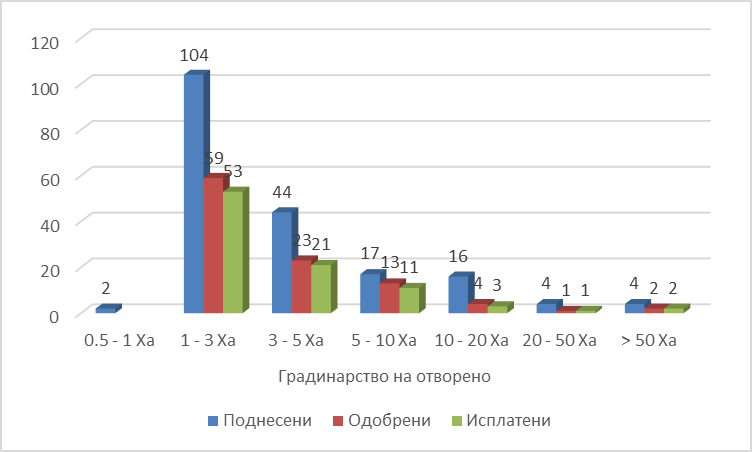 120
100
80
60
40
20
0
2
104
59
53
44
23
21
17
13
11
16
4
3
4
1
1
4
2
2
0.5 - 1 Ха
1 - 3 Ха
3 - 5 Ха
5 - 10 Ха
10 - 20 Ха
20 - 50 Ха
> 50 Ха
Градинарство на отворено
Поднесени
Одобрени
Исплатени